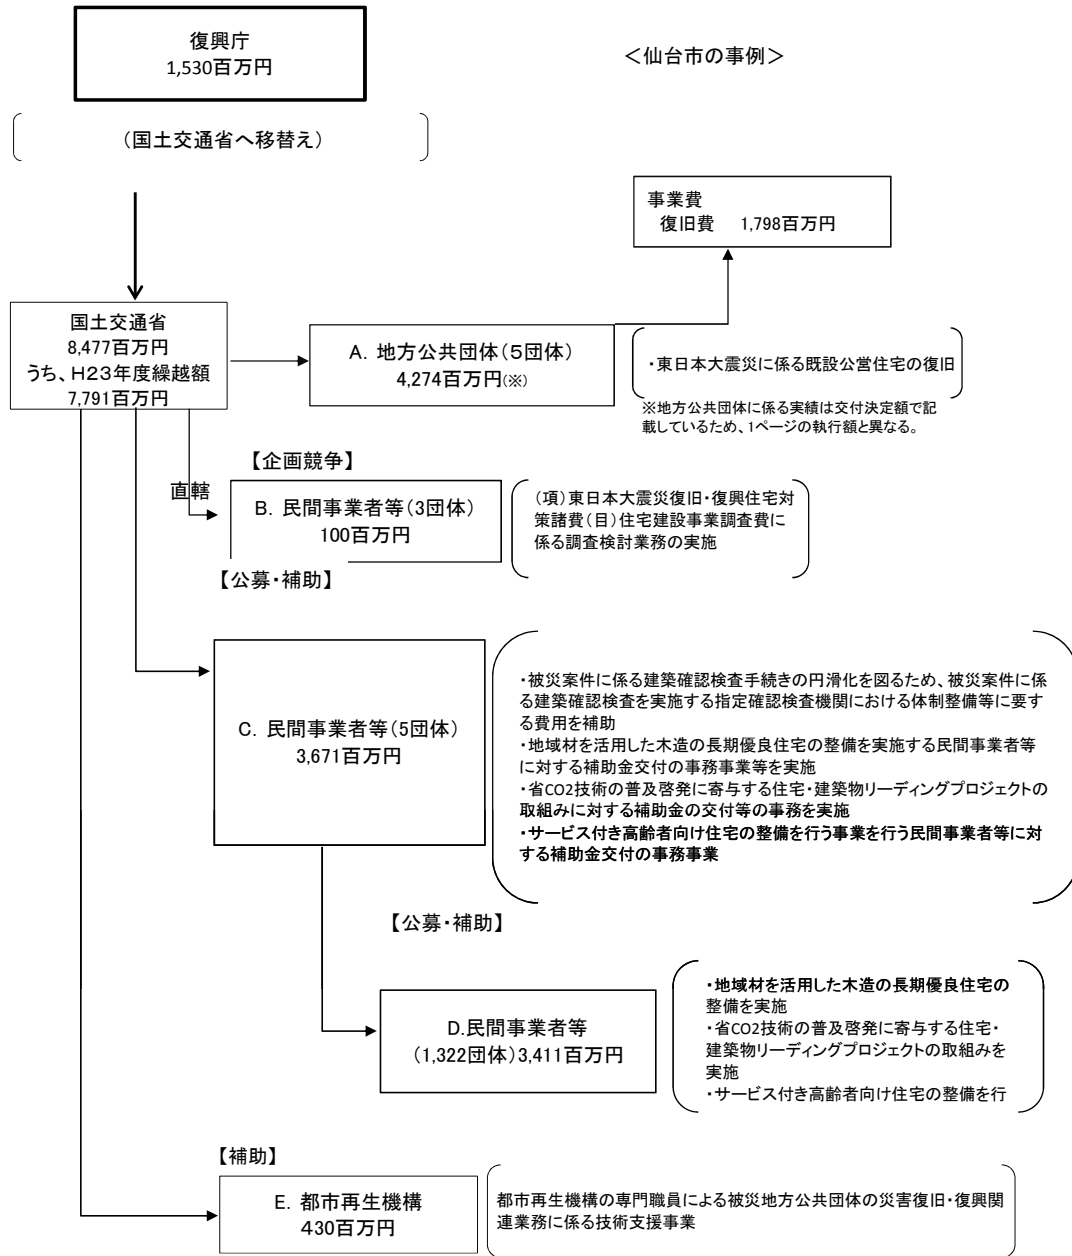 復興庁
1,530百万円
＜仙台市の事例＞
（国土交通省へ移替え）
事業費
復旧費　1,798百万円
国土交通省
8,477百万円
うち、H23年度繰越額
7,791百万円
A．地方公共団体（5団体）
4,274百万円(※)
・東日本大震災に係る既設公営住宅の復旧
※地方公共団体に係る実績は交付決定額で記
載しているため、1ページの執行額と異なる。
【企画競争】
直轄
B．民間事業者等（3団体）
100百万円
（項）東日本大震災復旧・復興住宅対
策諸費（目）住宅建設事業調査費に
係る調査検討業務の実施
【公募・補助】
C．民間事業者等（5団体）
3,671百万円
・被災案件に係る建築確認検査手続きの円滑化を図るため、被災案件に係
る建築確認検査を実施する指定確認検査機関における体制整備等に要す
る費用を補助
・地域材を活用した木造の長期優良住宅の整備を実施する民間事業者等
に対する補助金交付の事務事業等を実施
・省CO2技術の普及啓発に寄与する住宅・建築物リーディングプロジェクトの
取組みに対する補助金の交付等の事務を実施
・サービス付き高齢者向け住宅の整備を行う事業を行う民間事業者等に対
する補助金交付の事務事業
【公募・補助】
D.民間事業者等
（1,322団体）3,411百万円
・地域材を活用した木造の長期優良住宅の
整備を実施
・省CO2技術の普及啓発に寄与する住宅・
建築物リーディングプロジェクトの取組みを
実施
・サービス付き高齢者向け住宅の整備を行
【補助】
E．都市再生機構
430百万円
都市再生機構の専門職員による被災地方公共団体の災害復旧・復興関
連業務に係る技術支援事業